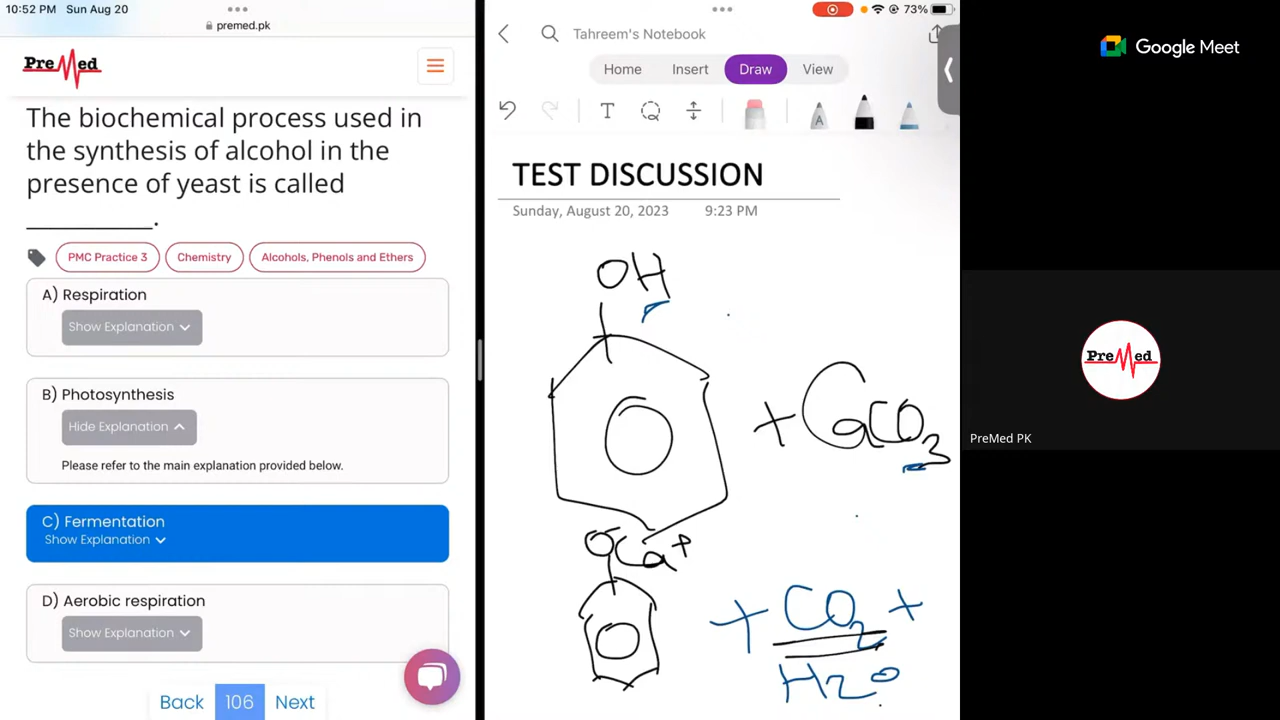 10:52 PM Sun Aug 20
premed.pk
73%
PreMed
The biochemical process used in
the synthesis of alcohol in the
presence of yeast is called
____________.
PMC Practice 3
Chemistry
Alcohols, Phenols and Ethers
A) Respiration
Show Explanation
B) Photosynthesis
Hide Explanation
Please refer to the main explanation provided below.
C) Fermentation
Show Explanation
D) Aerobic respiration
Show Explanation
Back 106 Next
Tahreem's Notebook
Home Insert Draw View
T A
TEST DISCUSSION
Sunday, August 20, 2023 9:23 PM
OH
+ CaCO3
OCa+
+ CO2 +
H2O
Google Meet
PreMed
PreMed PK